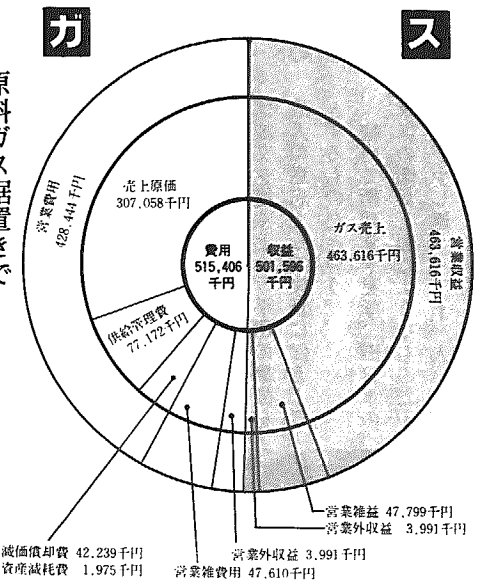 ガス
原料ガス据置きで
営業費用
428.444千円
売上原価
307,058千円
供給管理費
77.172千円
費用
515,406
千円
収益
501,596
千円
ガス売上
463,616千円
営業収益
463,616千円
減価償却費 42.239千円
資産減耗費 1.975千円
営業雑費用 47,610千円
営業外収益 3.991千円
営業雑益 47,799千円
営業外収益 3.991千円